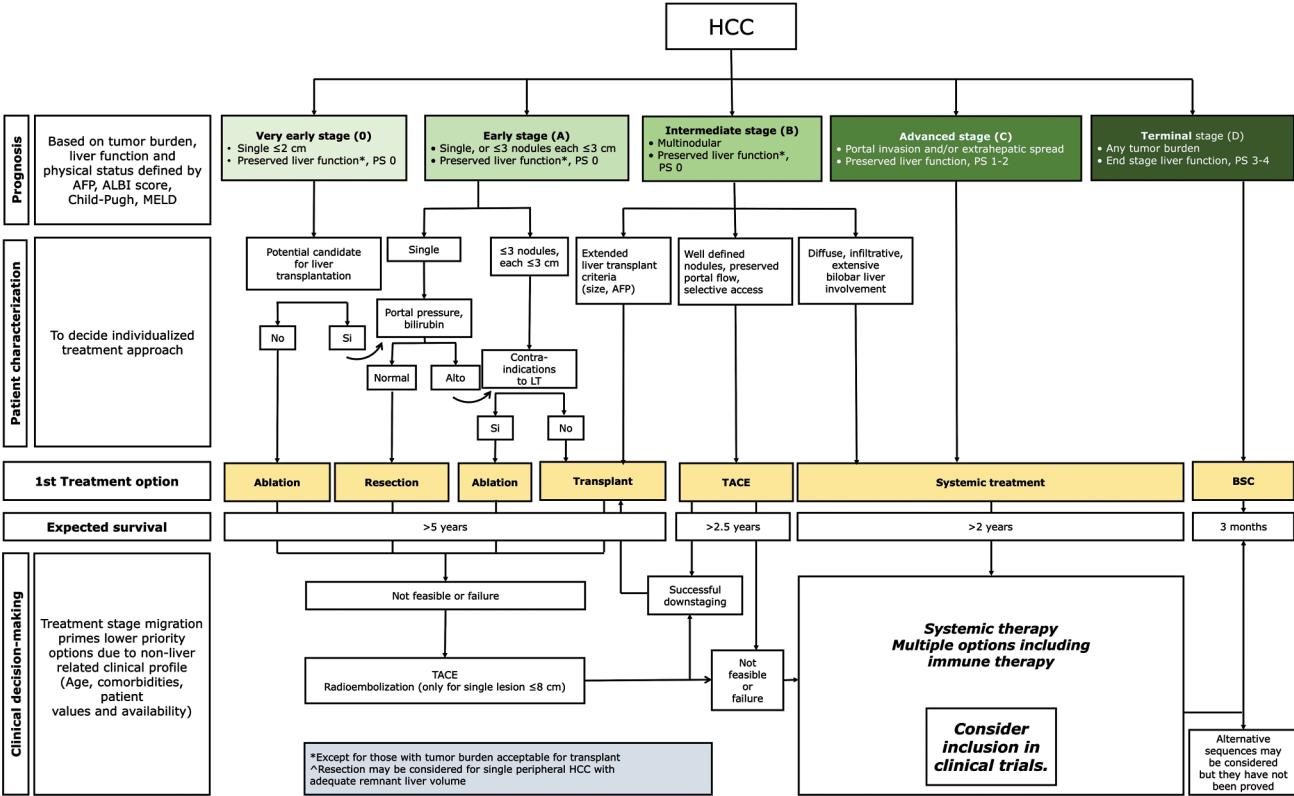 HCC
Prognosis
Based on tumor burden,
liver function and
physical status defined by
AFP, ALBI score,
Child-Pugh, MELD
Very early stage (0)
• Single ≤2 cm
• Preserved liver function*, PS 0
Early stage (A)
• Single, or ≤3 nodules each ≤3 cm
• Preserved liver function*, PS 0
Intermediate stage (B)
• Multinodular
• Preserved liver function*,
PS 0
Advanced stage (C)
• Portal invasion and/or extrahepatic spread
• Preserved liver function, PS 1-2
Terminal stage (D)
• Any tumor burden
• End stage liver function, PS 3-4
Patient characterization
To decide individualized
treatment approach
Potential candidate
for liver
transplantation
Single
≤3 nodules,
each ≤3 cm
Extended
liver transplant
criteria
(size, AFP)
Well defined
nodules, preserved
portal flow,
selective access
Diffuse, infiltrative,
extensive
bilobar liver
involvement
No
Si
Portal pressure,
bilirubin
Normal
Alto
Contra-
indications
to LT
Si
No
1st Treatment option
Ablation
Resection
Ablation
Transplant
TACE
Systemic treatment
BSC
Expected survival
>5 years
>2.5 years
>2 years
3 months
Clinical decision-making
Treatment stage migration
primes lower priority
options due to non-liver
related clinical profile
(Age, comorbidities,
patient
values and availability)
Not feasible or failure
Successful
downstaging
TACE
Radioembolization (only for single lesion ≤8 cm)
Not
feasible
or
failure
Systemic therapy
Multiple options including
immune therapy
Consider
inclusion in
clinical trials.
Alternative
sequences may
be considered
but they have not
been proved
*Except for those with tumor burden acceptable for transplant
^Resection may be considered for single peripheral HCC with
adequate remnant liver volume